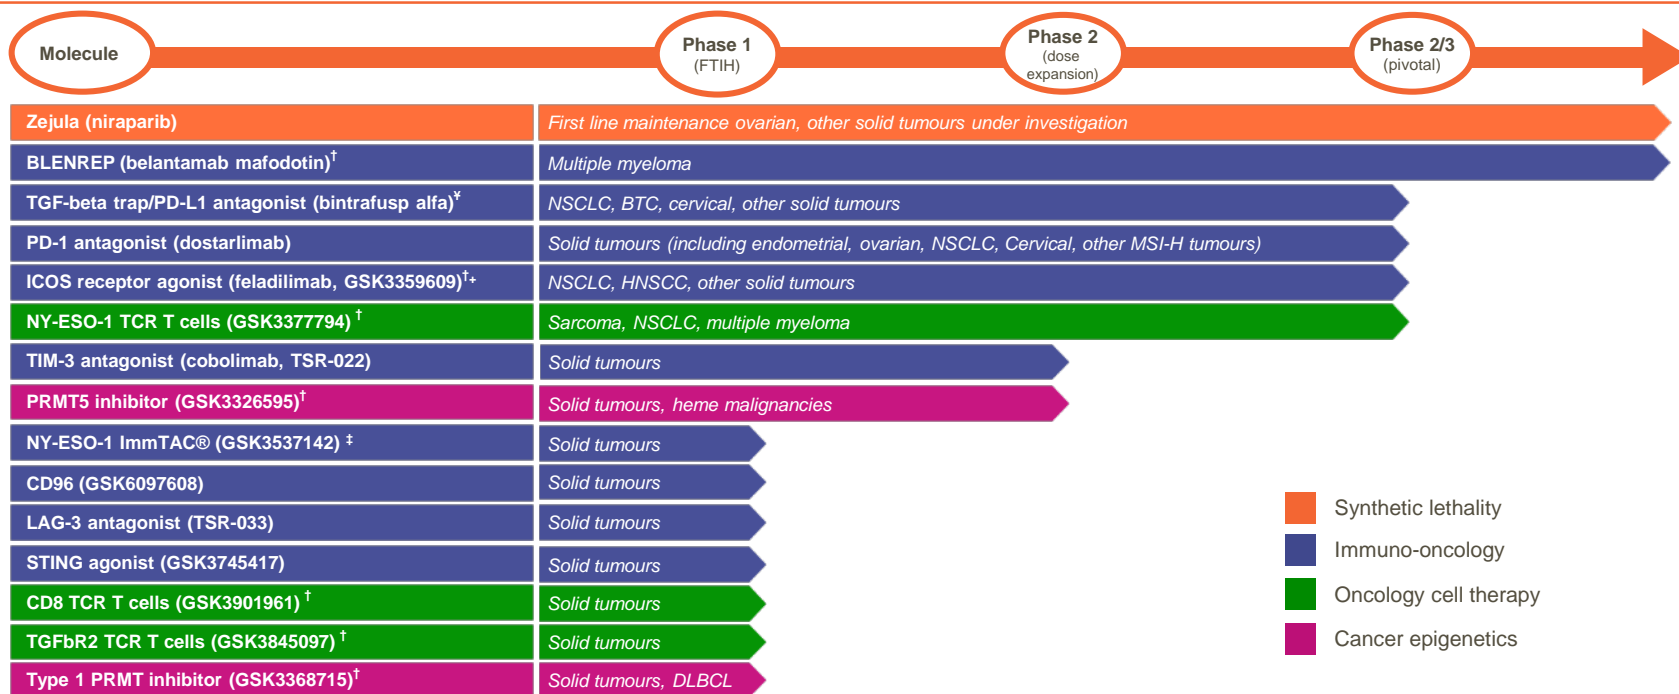 Molecule
Phase 1
(FTIH)
Phase 2
(dose
expansion)
Phase 2/3
(pivotal)
Zejula (niraparib)
First line maintenance ovarian, other solid tumours under investigation
BLENREP (belantamab mafodotin)†
Multiple myeloma
TGF-beta trap/PD-L1 antagonist (bintrafusp alfa)¥
NSCLC, BTC, cervical, other solid tumours
PD-1 antagonist (dostarlimab)
Solid tumours (including endometrial, ovarian, NSCLC, Cervical, other MSI-H tumours)
ICOS receptor agonist (feladilimab, GSK3359609)†+
NSCLC, HNSCC, other solid tumours
NY-ESO-1 TCR T cells (GSK3377794) †
Sarcoma, NSCLC, multiple myeloma
TIM-3 antagonist (cobolimab, TSR-022)
Solid tumours
PRMT5 inhibitor (GSK3326595)†
Solid tumours, heme malignancies
NY-ESO-1 ImmTAC® (GSK3537142) ‡
Solid tumours
CD96 (GSK6097608)
Solid tumours
LAG-3 antagonist (TSR-033)
Solid tumours
STING agonist (GSK3745417)
Solid tumours
CD8 TCR T cells (GSK3901961) †
Solid tumours
TGFbR2 TCR T cells (GSK3845097) †
Solid tumours
Type 1 PRMT inhibitor (GSK3368715)†
Solid tumours, DLBCL
Synthetic lethality
Immuno-oncology
Oncology cell therapy
Cancer epigenetics